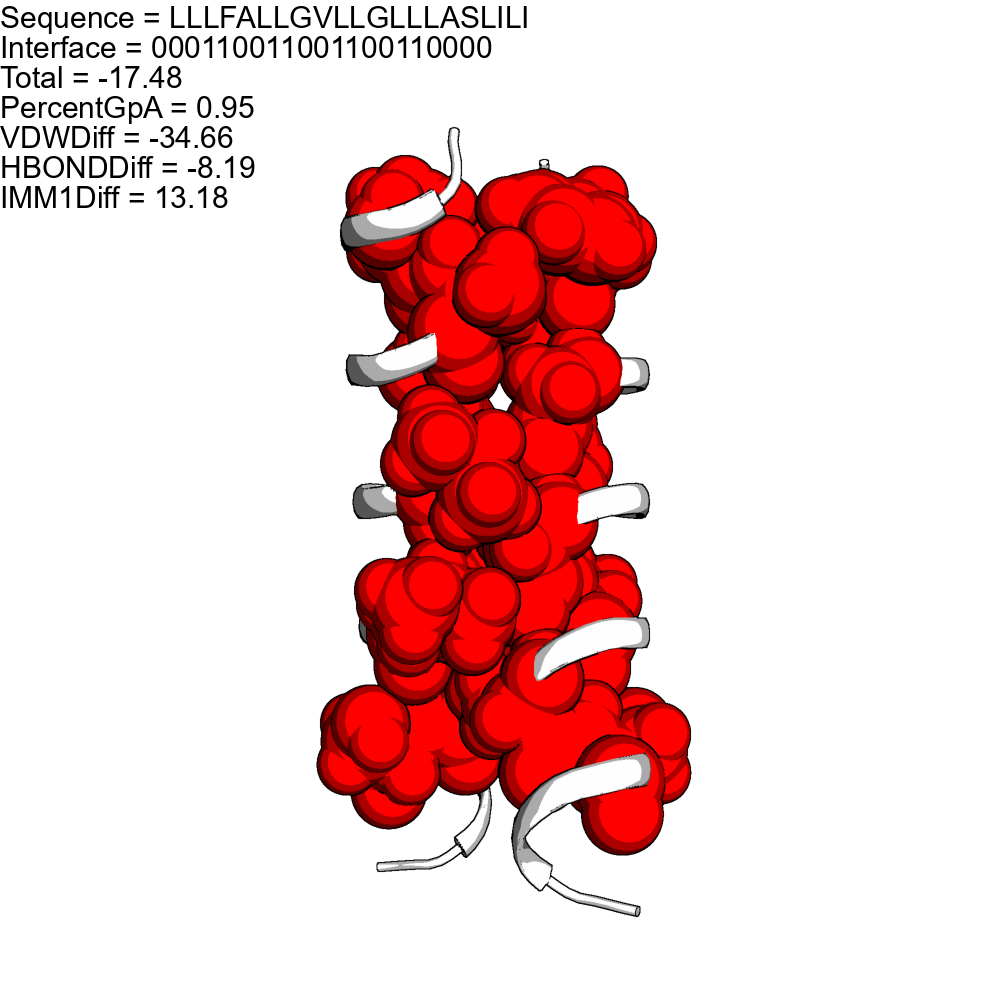 Sequence = LLLFALLGVLLGLLLASLILI
Interface = 000110011001100110000
Total = -17.48
PercentGpA = 0.95
VDWDiff = -34.66
HBONDDiff = -8.19
IMM1Diff = 13.18